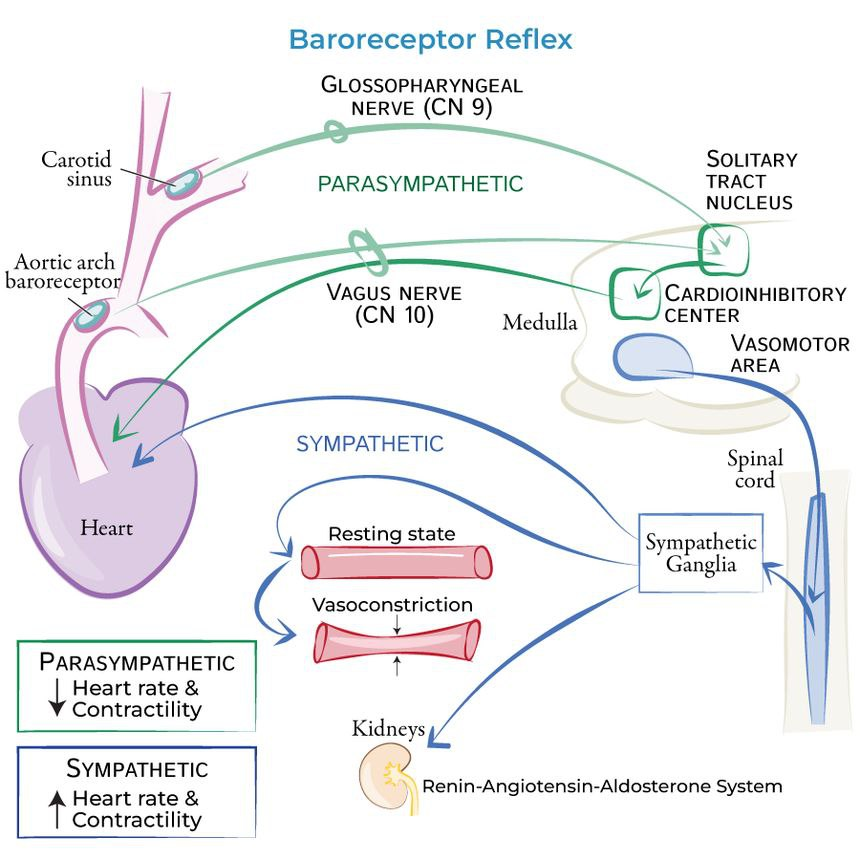 Baroreceptor Reflex
GLOSSOPHARYNGEAL
NERVE (CN 9)
Carotid
sinus
PARASYMPATHETIC
SOLITARY
TRACT
NUCLEUS
Aortic arch
baroreceptor
VAGUS NERVE
(CN 10)
Medulla
CARDIOINHIBITORY
CENTER
VASOMOTOR
AREA
SYMPATHETIC
Spinal
cord
Heart
Resting state
Sympathetic
Ganglia
Vasoconstriction
PARASYMPATHETIC
↓ Heart rate &
Contractility
Kidneys
Renin-Angiotensin-Aldosterone System
SYMPATHETIC
↑ Heart rate &
Contractility